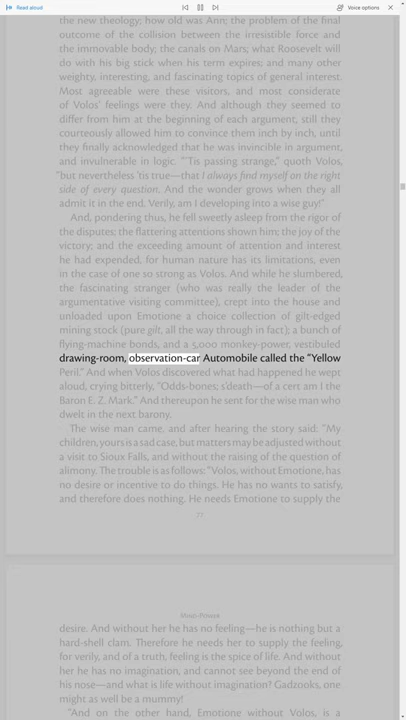 Read aloud
Voice options
the new theology; how old was Ann; the problem of the final
outcome of the collision between the irresistible force and
the immovable body; the canals on Mars; what Roosevelt will
do with his big stick when his term expires; and many other
weighty, interesting, and fascinating topics of general interest.
Most agreeable were these visitors, and most considerate
of Volos' feelings were they. And although they seemed to
differ from him at the beginning of each argument, still they
courteously allowed him to convince them inch by inch, until
they finally acknowledged that he was invincible in argument,
and invulnerable in logic. "'Tis passing strange," quoth Volos,
"but nevertheless 'tis true—that I always find myself on the right
side of every question. And the wonder grows when they all
admit it in the end. Verily, am I developing into a wise guy!"
And, pondering thus, he fell sweetly asleep from the rigor of
the disputes; the flattering attentions shown him; the joy of the
victory; and the exceeding amount of attention and interest
he had expended, for human nature has its limitations, even
in the case of one so strong as Volos. And while he slumbered,
the fascinating stranger (who was really the leader of the
argumentative visiting committee), crept into the house and
unloaded upon Emotione a choice collection of gilt-edged
mining stock (pure gilt, all the way through in fact); a bunch of
flying-machine bonds, and a 5,000 monkey-power, vestibuled
drawing-room, observation-car Automobile called the "Yellow
Peril." And when Volos discovered what had happened he wept
aloud, crying bitterly, "Odds-bones; s'death—of a cert am I the
Baron E. Z. Mark." And thereupon he sent for the wise man who
dwelt in the next barony.
The wise man came, and after hearing the story said: "My
children, yours is a sad case, but matters may be adjusted without
a visit to Sioux Falls, and without the raising of the question of
alimony. The trouble is as follows: "Volos, without Emotione, has
no desire or incentive to do things. He has no wants to satisfy,
and therefore does nothing. He needs Emotione to supply the
77
Mind-Power
desire. And without her he has no feeling—he is nothing but a
hard-shell clam. Therefore he needs her to supply the feeling,
for verily, and of a truth, feeling is the spice of life. And without
her he has no imagination, and cannot see beyond the end of
his nose—and what is life without imagination? Gadzooks, one
might as well be a mummy!
"And on the other hand, Emotione without Volos, is a